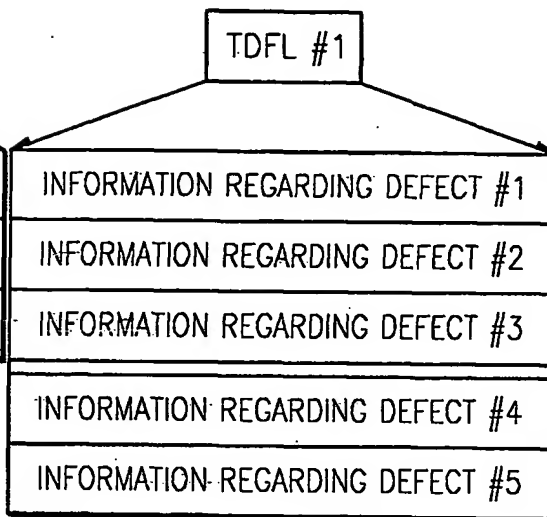 TDFL #1
INFORMATION REGARDING DEFECT #1
INFORMATION REGARDING DEFECT #2
INFORMATION REGARDING DEFECT #3
INFORMATION REGARDING DEFECT #4
INFORMATION REGARDING DEFECT #5